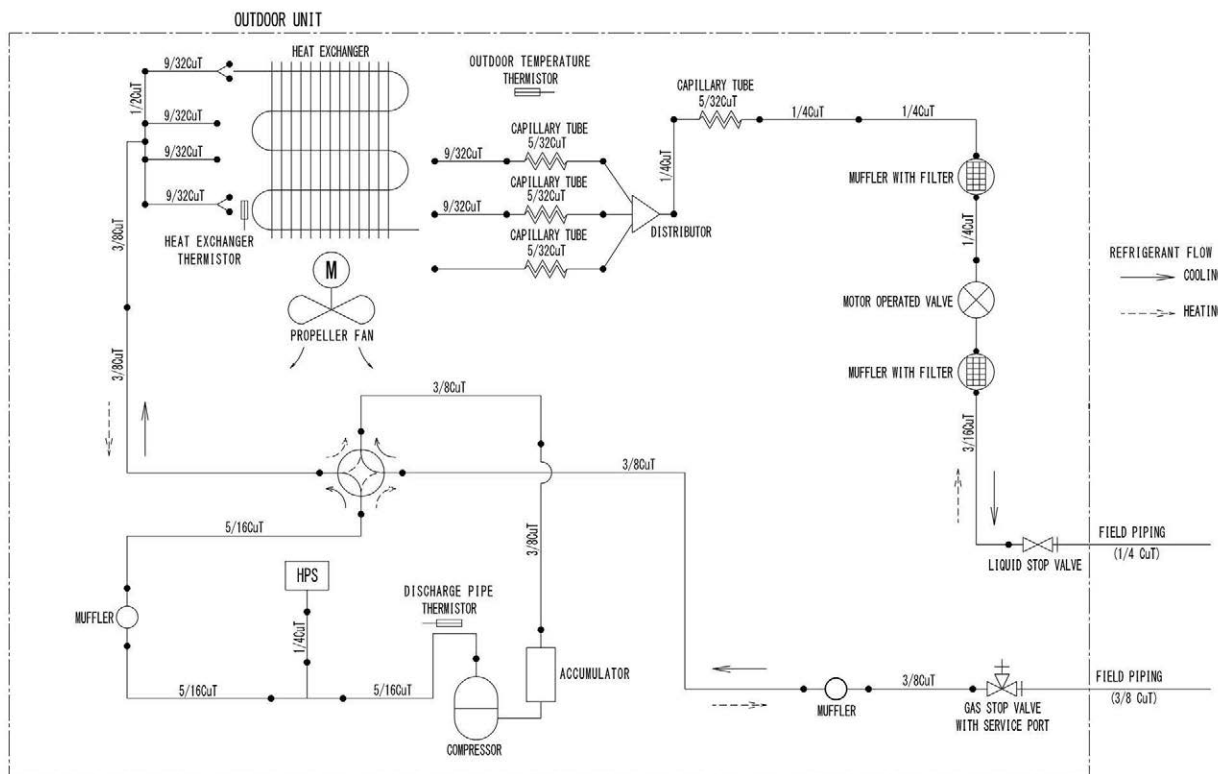 OUTDOOR UNIT
HEAT EXCHANGER
9/32CuT
1/2CuT
9/32CuT
9/32CuT
9/32CuT
HEAT EXCHANGER
THERMISTOR
3/8CuT
3/8CuT
M
PROPELLER FAN
OUTDOOR TEMPERATURE
THERMISTOR
CAPILLARY TUBE
5/32CuT
9/32CuT
CAPILLARY TUBE
5/32CuT
9/32CuT
CAPILLARY TUBE
5/32CuT
DISTRIBUTOR
1/4CuT
CAPILLARY TUBE
5/32CuT
1/4CuT
1/4CuT
MUFFLER WITH FILTER
1/4CuT
MOTOR OPERATED VALVE
MUFFLER WITH FILTER
3/16CuT
REFRIGERANT FLOW
COOLING
HEATING
LIQUID STOP VALVE
FIELD PIPING
(1/4 CuT)
3/8CuT
3/8CuT
3/8CuT
5/16CuT
MUFFLER
HPS
1/4CuT
5/16CuT
5/16CuT
DISCHARGE PIPE
THERMISTOR
COMPRESSOR
ACCUMULATOR
MUFFLER
3/8CuT
GAS STOP VALVE
WITH SERVICE PORT
FIELD PIPING
(3/8 CuT)